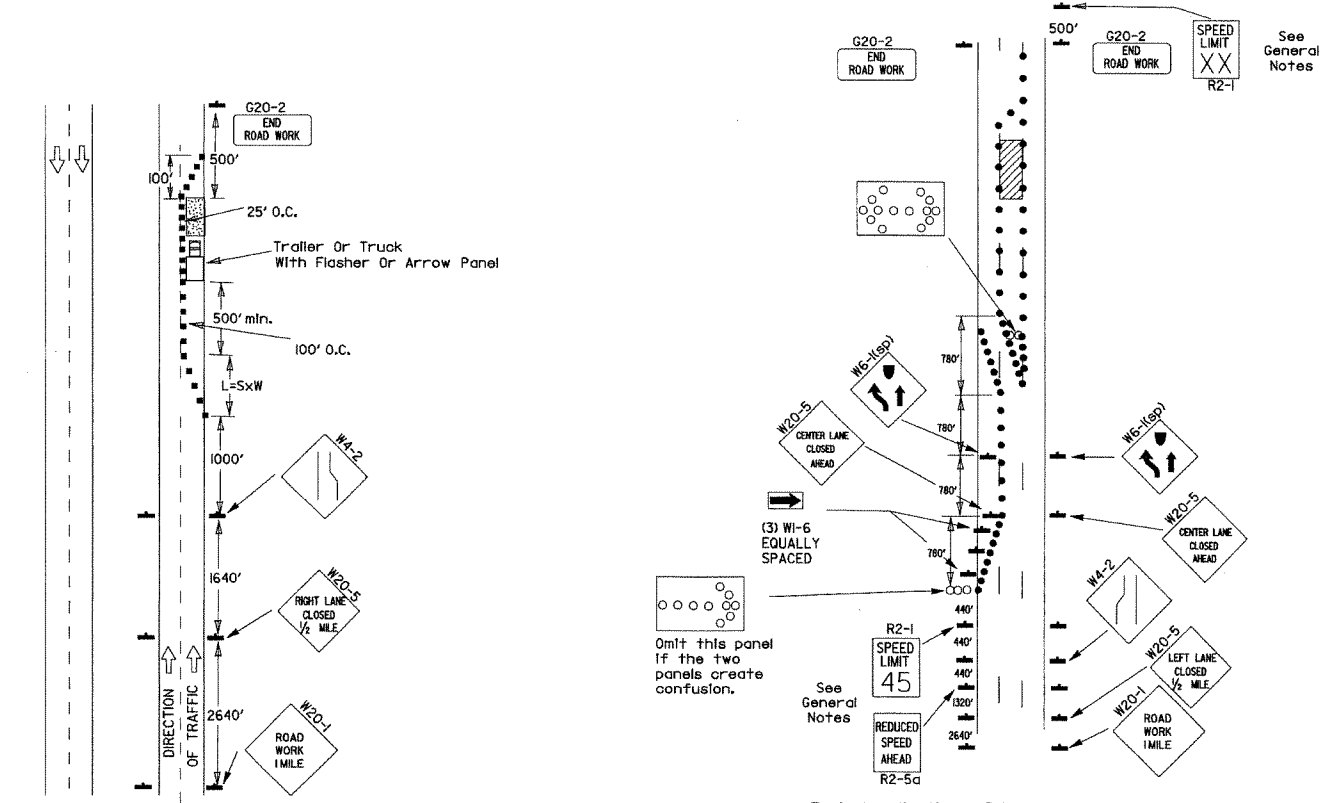 G20-2
END
ROAD WORK
500'
100'
25' O.C.
Trailer Or Truck
With Flasher Or Arrow Panel
500' min.
100' O.C.
L=SxW
1000'
W4-2
1640'
W20-5
RIGHT LANE
CLOSED
1/2 MILE
DIRECTION
OF TRAFFIC
2640'
W20-1
ROAD
WORK
1 MILE
500'
G20-2
END
ROAD WORK
G20-2
END
ROAD WORK
SPEED
LIMIT
XX
R2-1
See
General
Notes
780'
W6-1(sp)
780'
W20-5
CENTER LANE
CLOSED
AHEAD
W6-1(sp)
780'
(3) W1-6
EQUALLY
SPACED
W20-5
CENTER LANE
CLOSED
AHEAD
780'
W4-2
Omit this panel
if the two
panels create
confusion.
440'
R2-1
SPEED
LIMIT
45
440'
440'
1320'
2640'
See
General
Notes
REDUCED
SPEED
AHEAD
R2-5a
W20-5
LEFT LANE
CLOSED
1/2 MILE
W20-1
ROAD
WORK
1 MILE